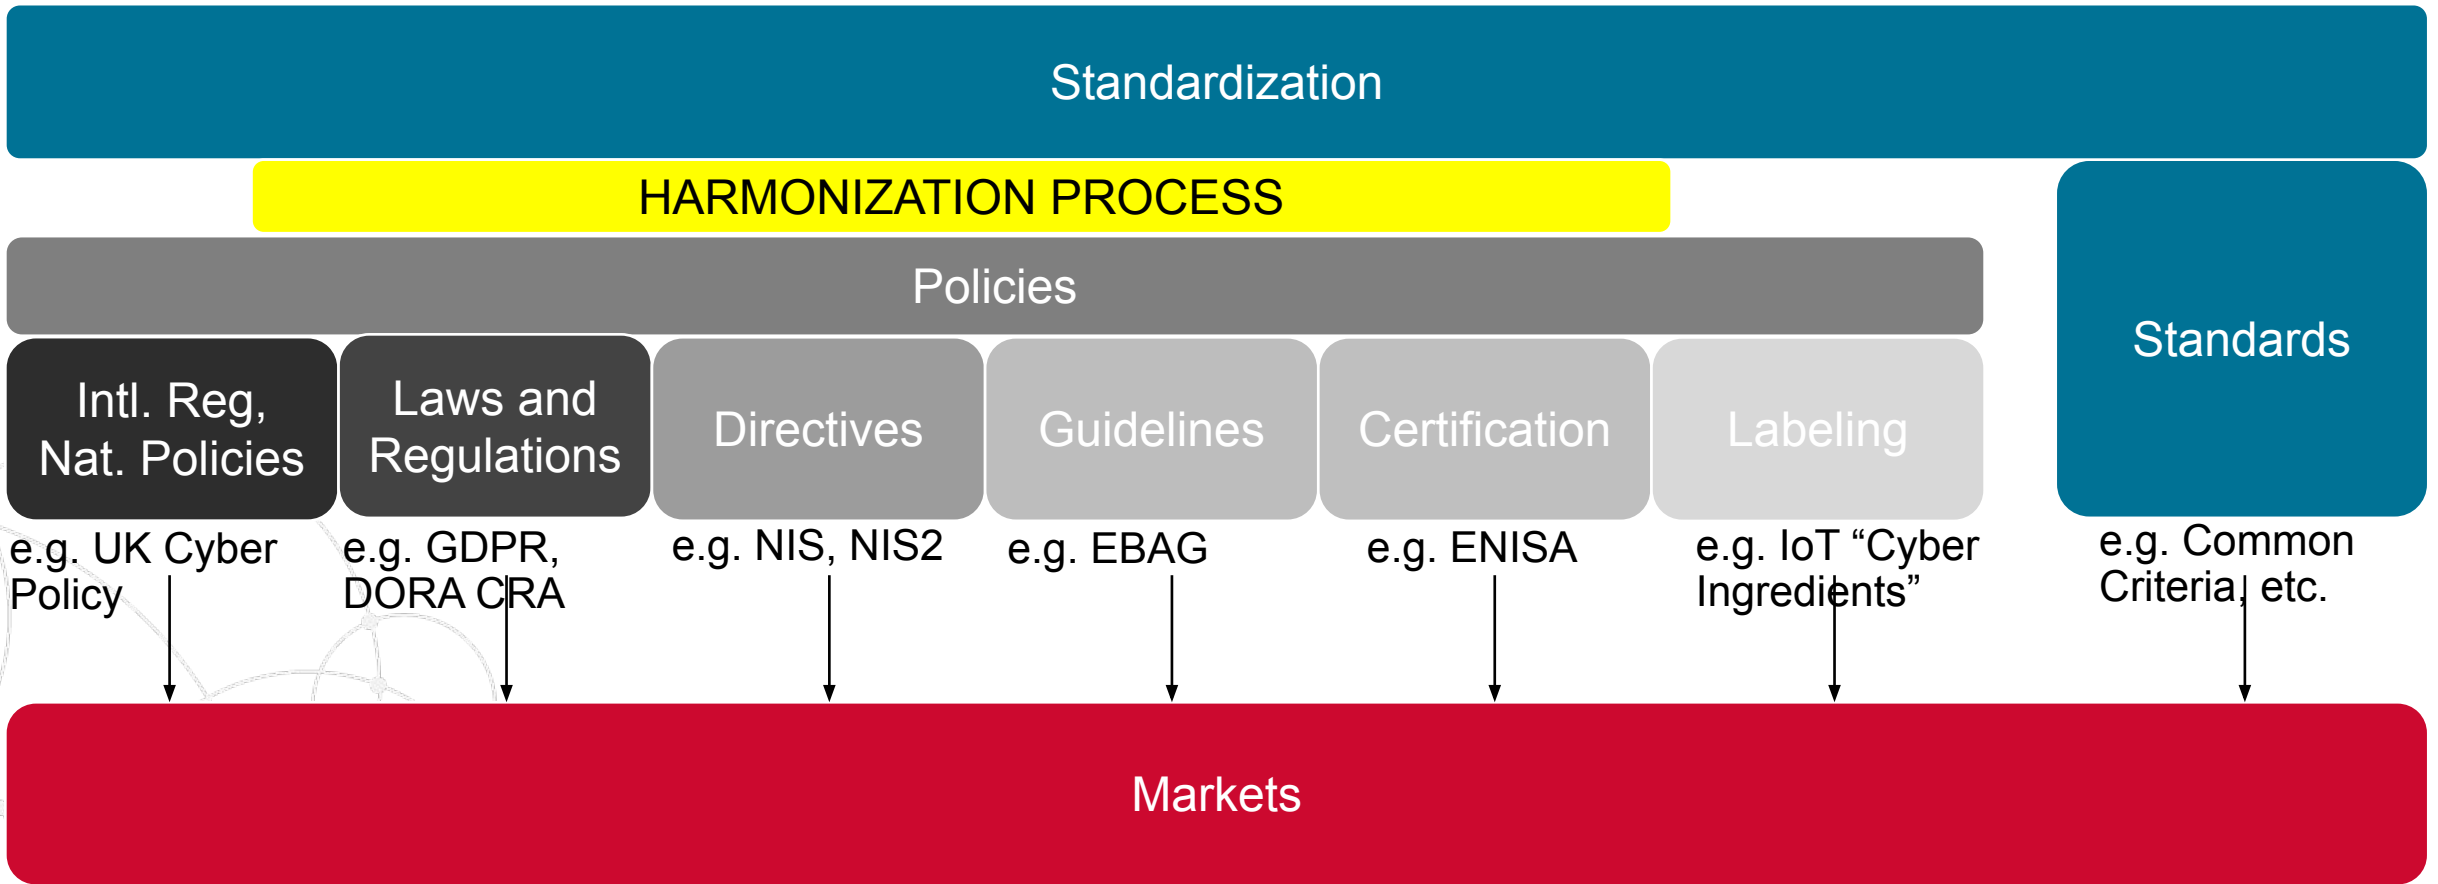 Standardization
HARMONIZATION PROCESS
Policies
Standards
Intl. Reg,
Nat. Policies
Laws and
Regulations
Directives
Guidelines
Certification
Labeling
e.g. UK Cyber
Policy
e.g. GDPR,
DORA CRA
e.g. NIS, NIS2
e.g. EBAG
e.g. ENISA
e.g. IoT “Cyber
Ingredients”
e.g. Common
Criteria, etc.
Markets